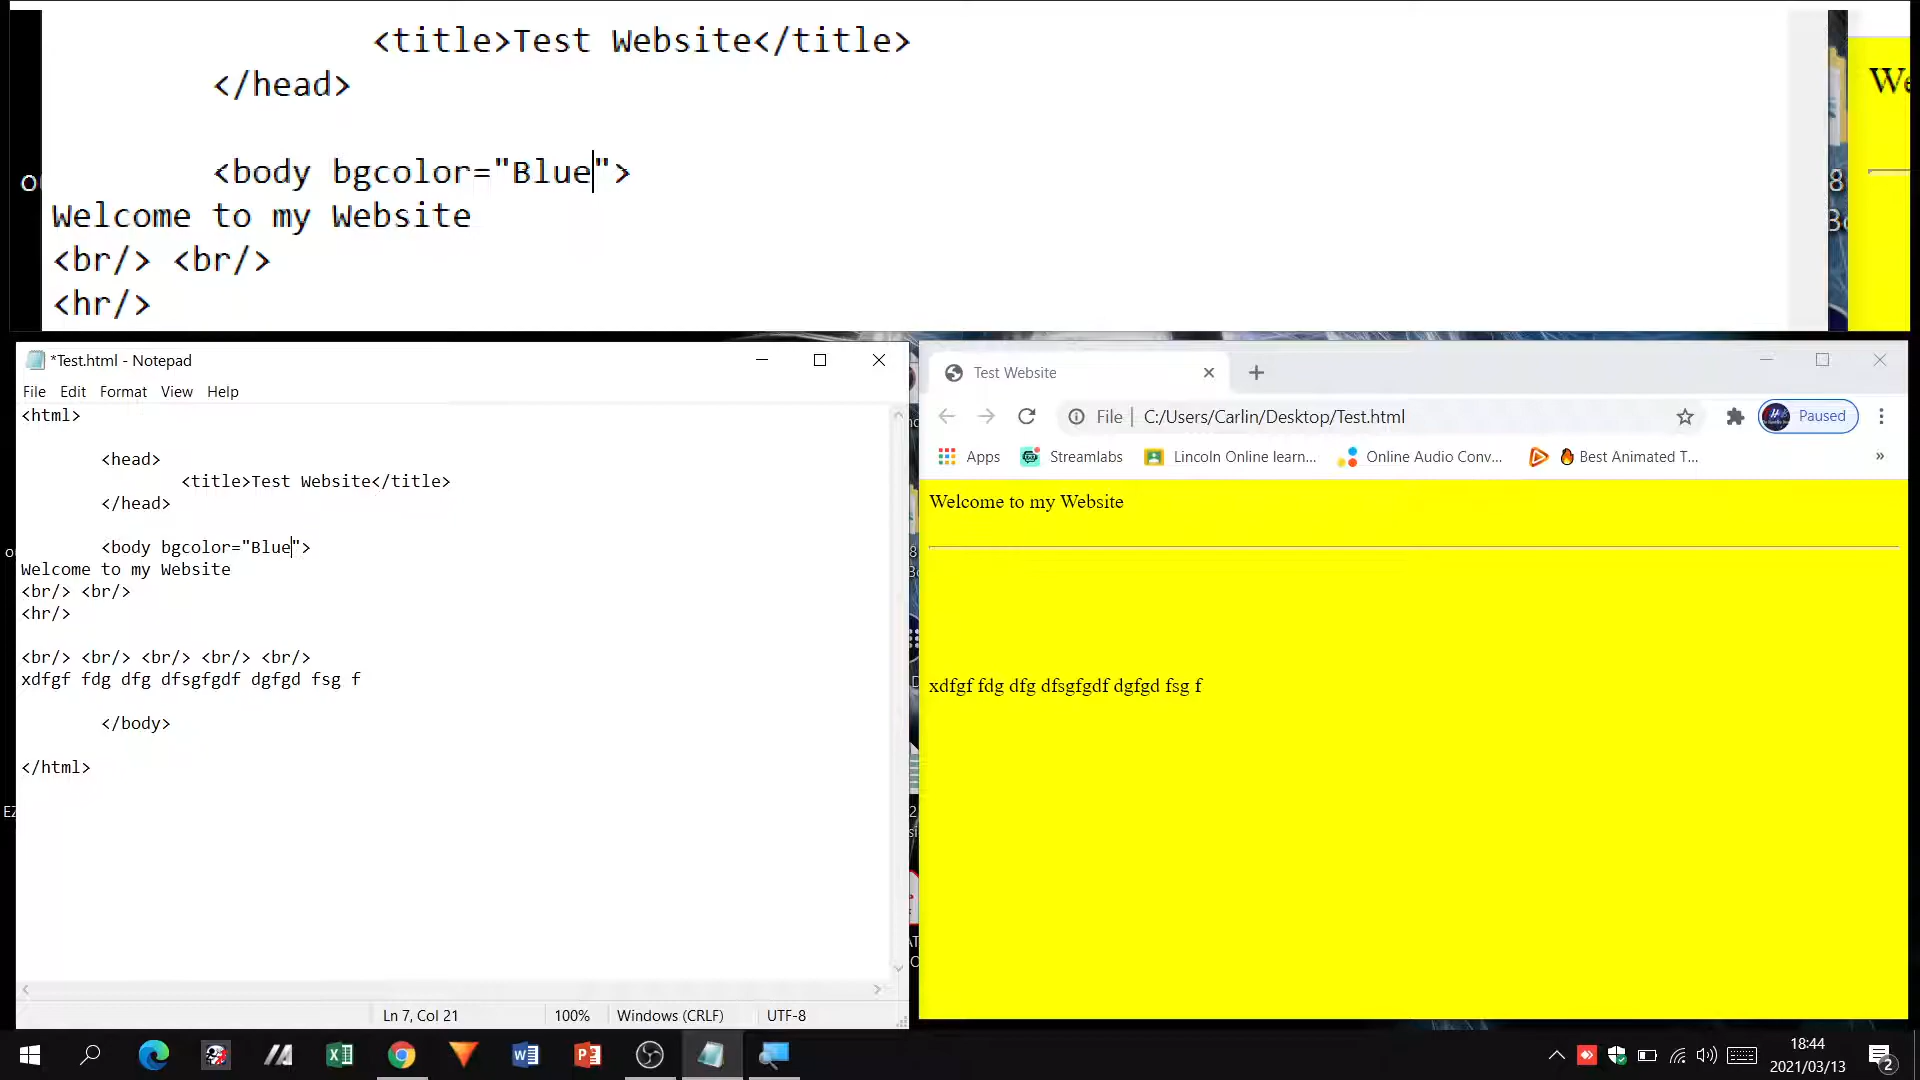 <title>Test Website</title>
</head>
We
<body bgcolor="Blue">
Welcome to my Website
<br/> <br/>
<hr/>
*Test.html - Notepad
File Edit Format View Help
<html>
<head>
<title>Test Website</title>
</head>
<body bgcolor="Blue">
Welcome to my Website
<br/> <br/>
<hr/>
<br/> <br/> <br/> <br/> <br/>
xdfgf fdg dfg dfsgfgdf dgfgd fsg f
</body>
</html>
Ln 7, Col 21 100% Windows (CRLF) UTF-8
Test Website
File C:/Users/Carlin/Desktop/Test.html Paused
Apps Streamlabs Lincoln Online learn... Online Audio Conv... Best Animated T... »
Welcome to my Website
xdfgf fdg dfg dfsgfgdf dgfgd fsg f
18:44
2021/03/13
2